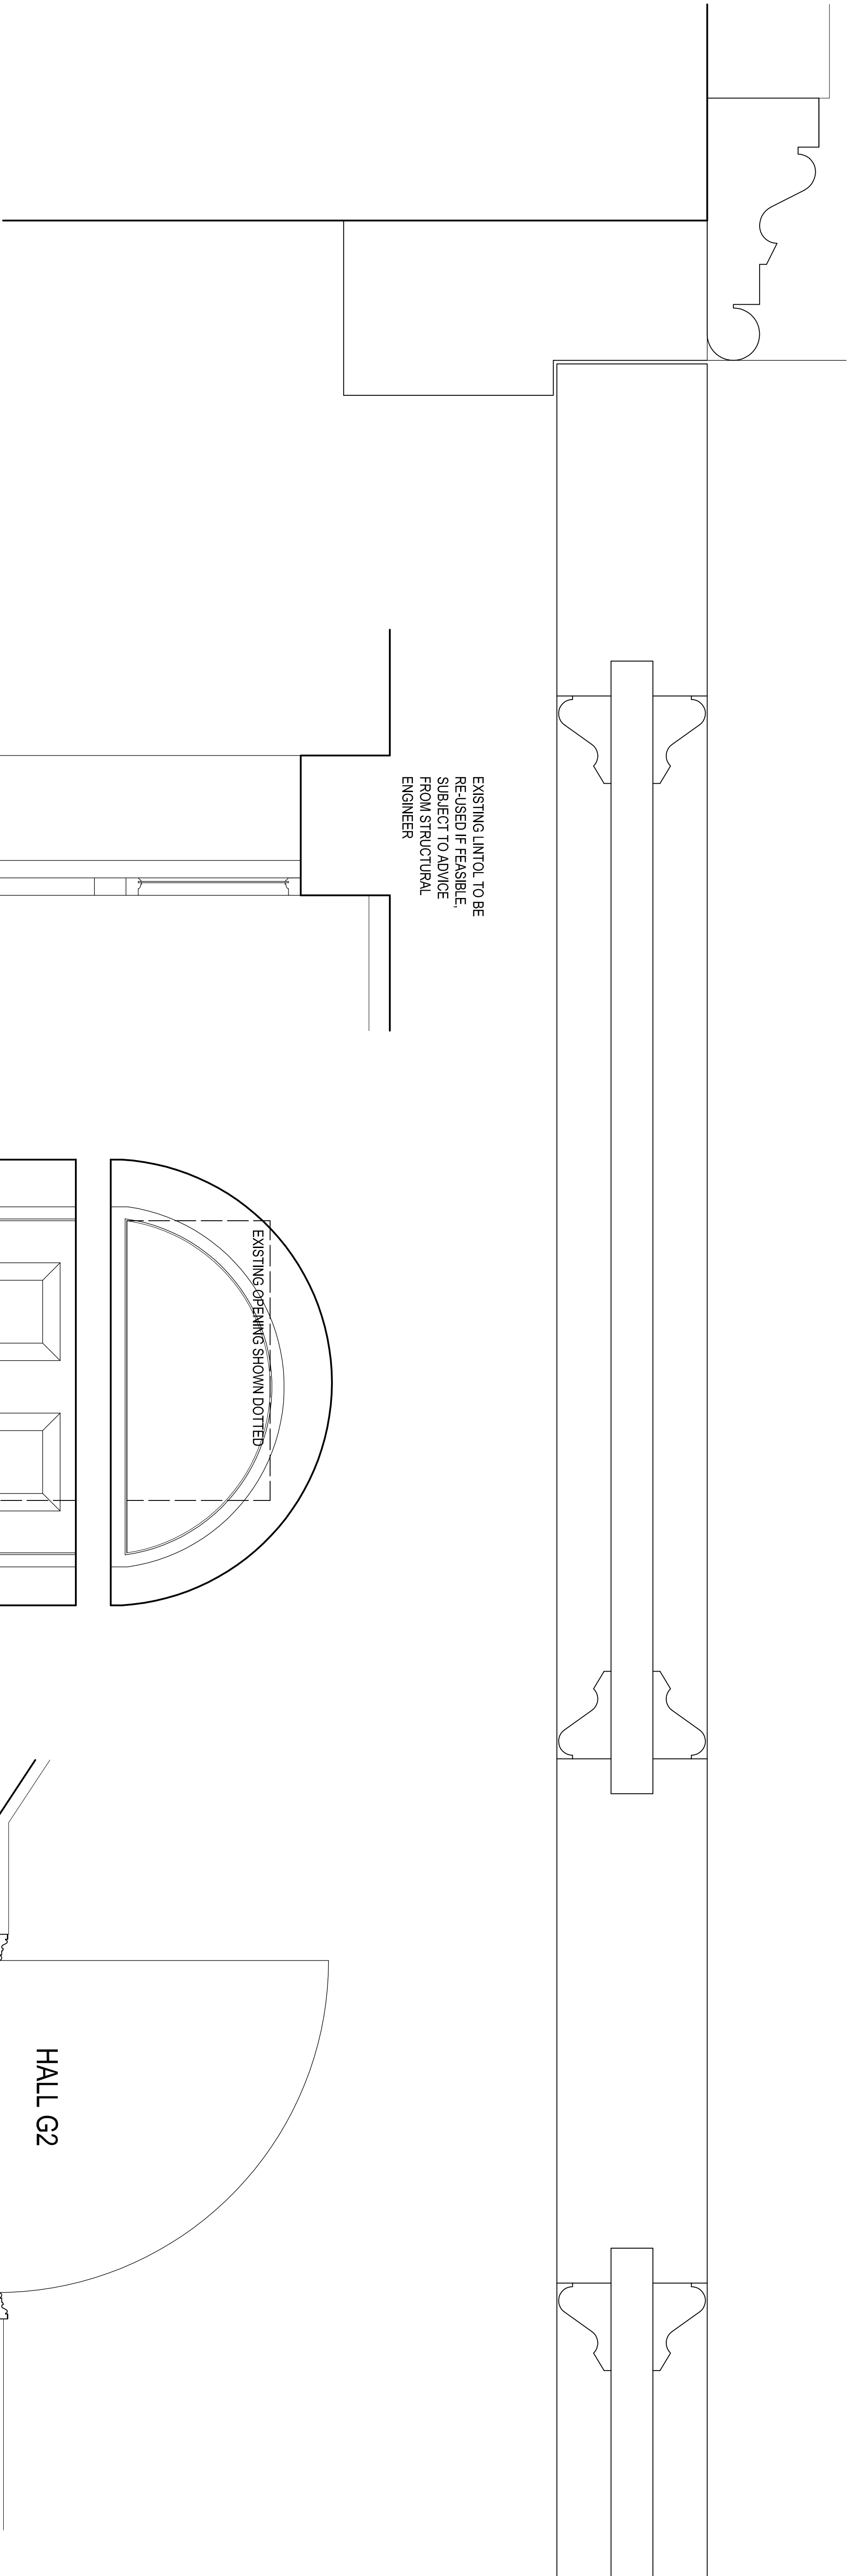 EXISTING LINTOL TO BE
RE-USED IF FEASIBLE,
SUBJECT TO ADVICE
FROM STRUCTURAL
ENGINEER
EXISTING OPENING SHOWN DOTTED
HALL G2